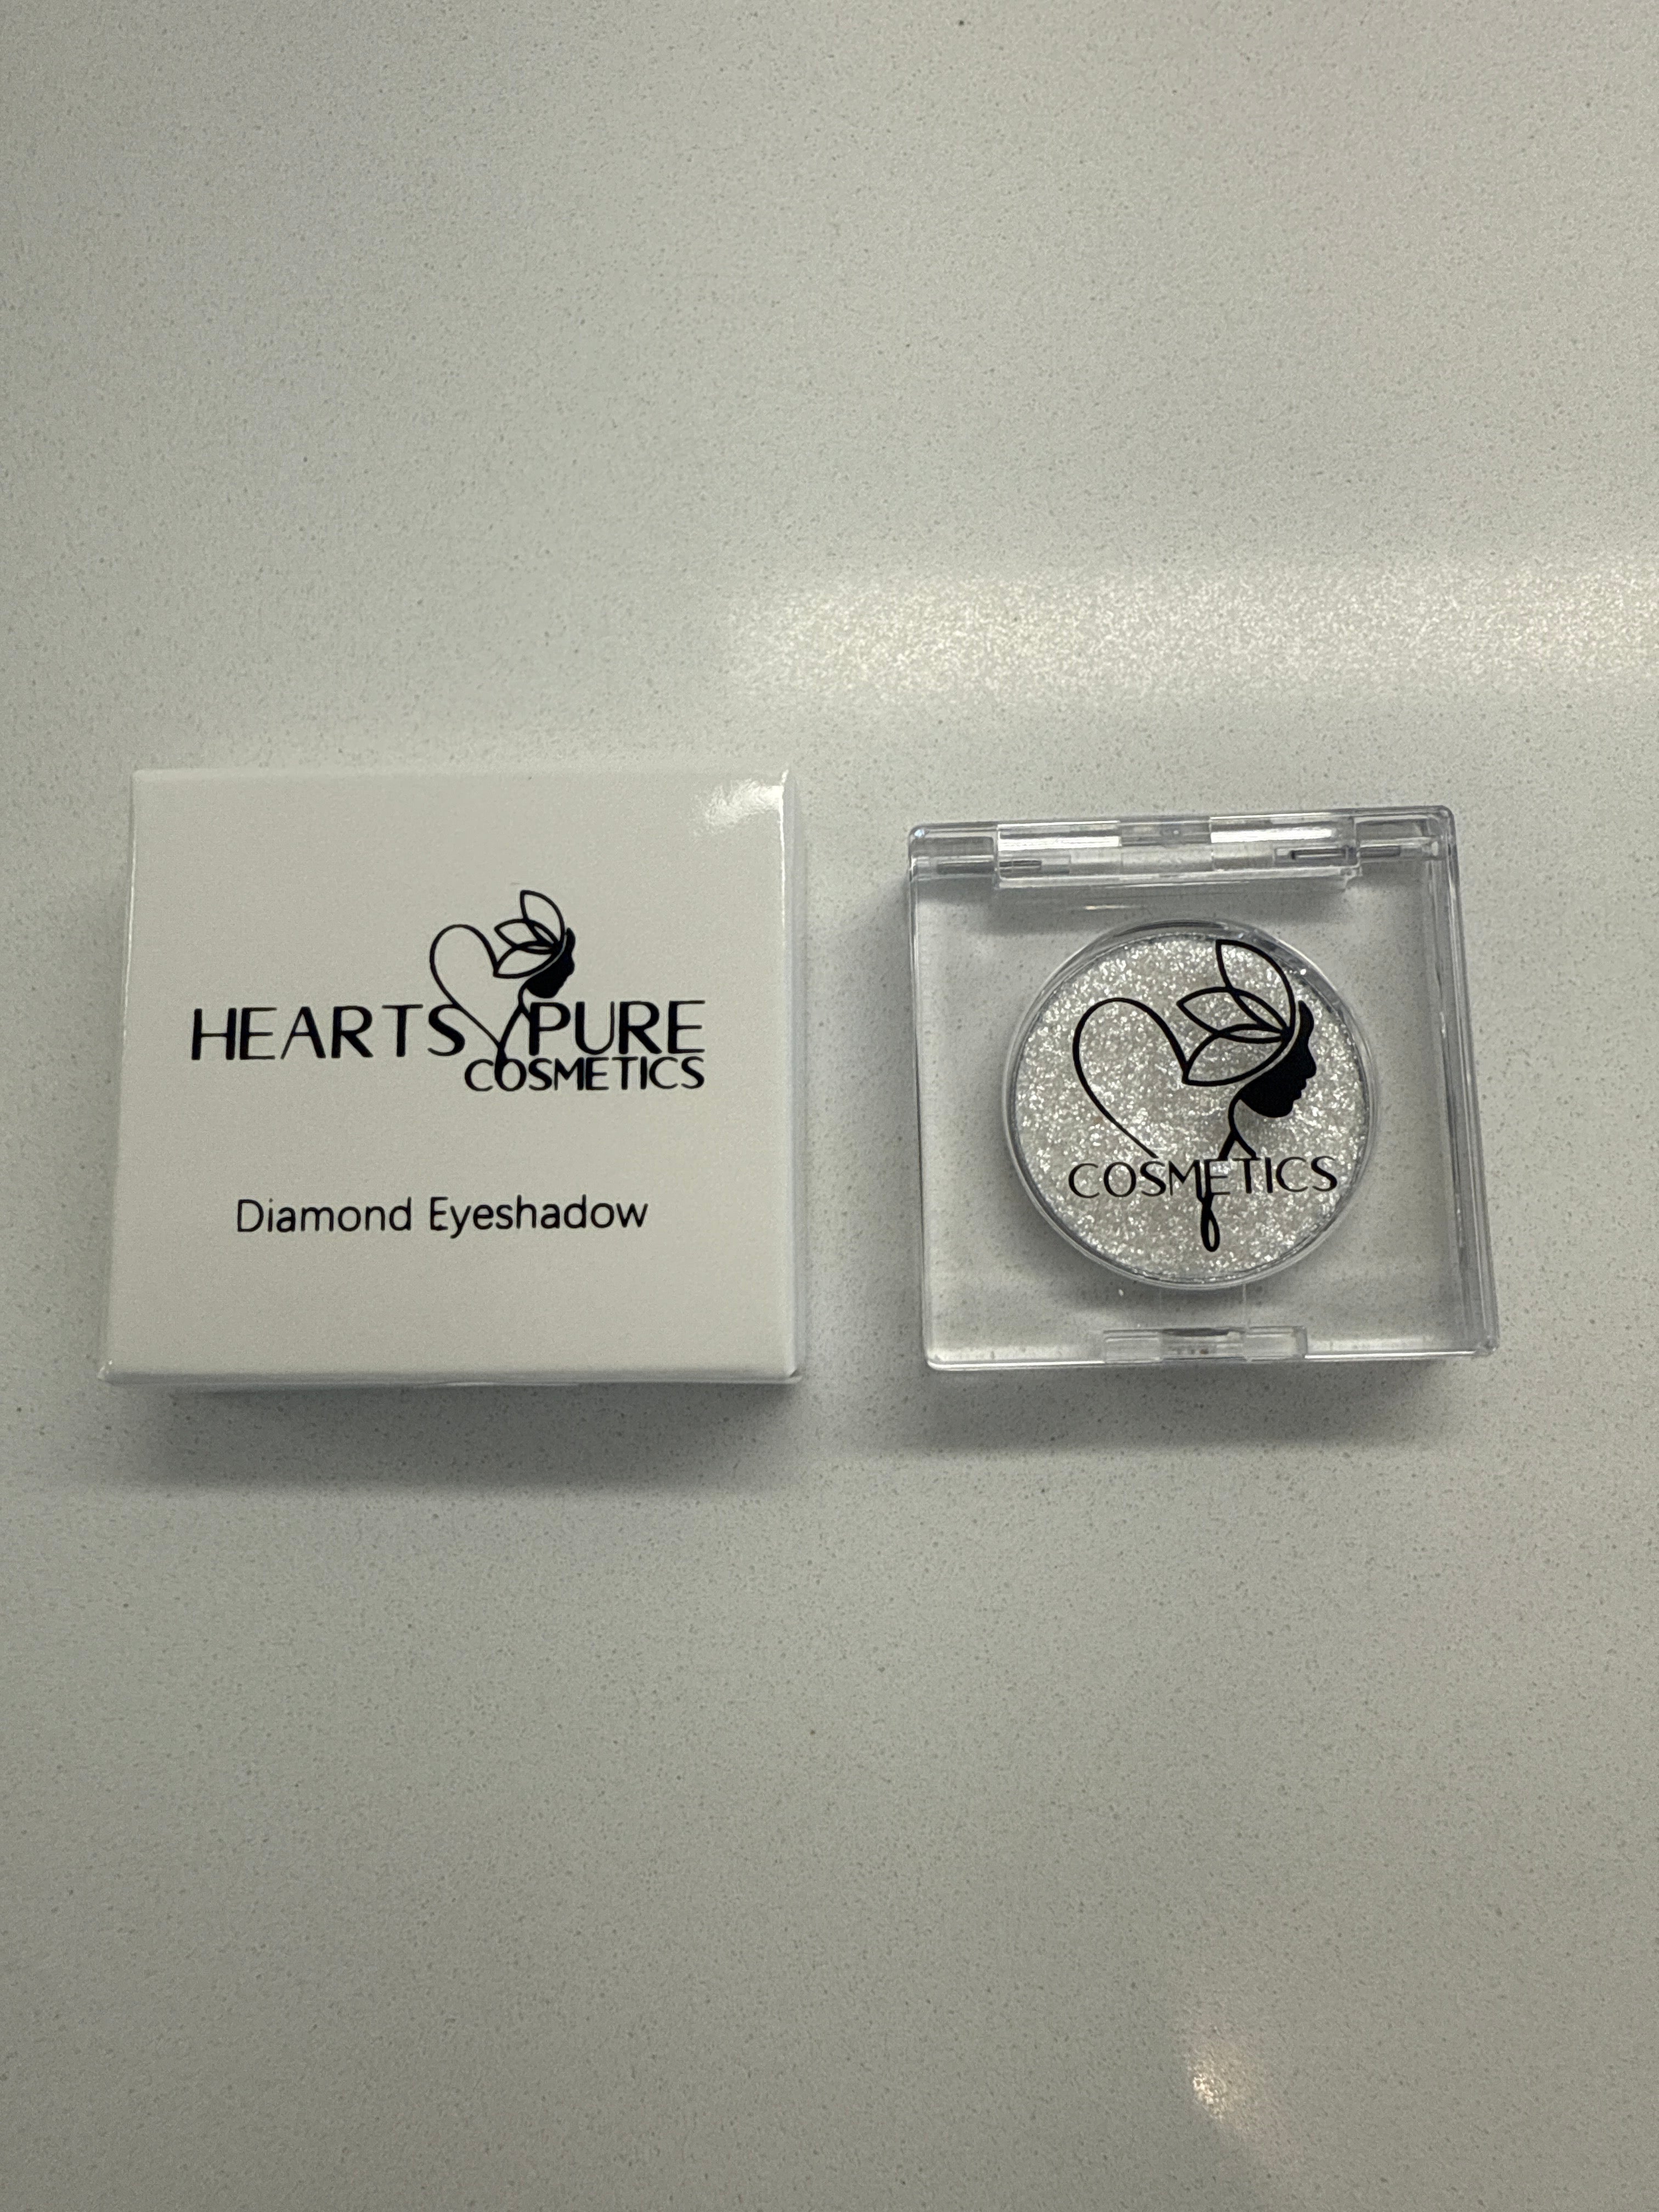 HEARTS PURE
COSMETICS
Diamond Eyeshadow
COSMETICS